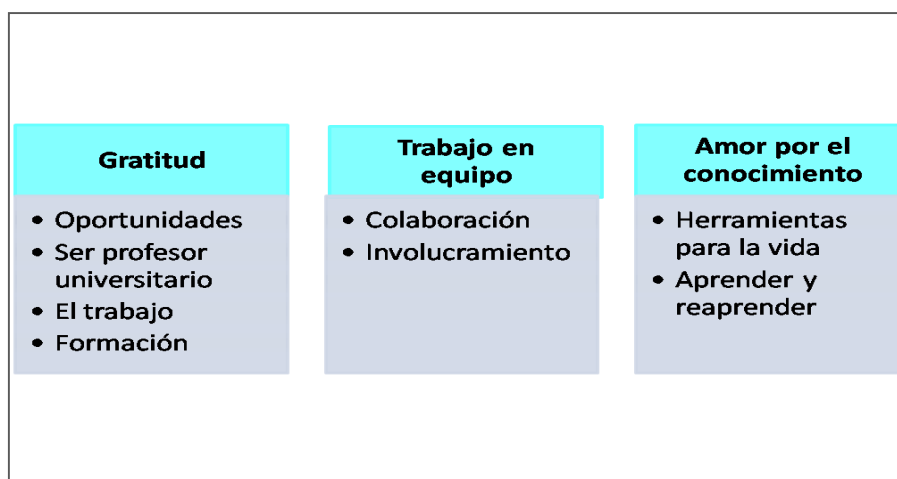 Gratitud
• Oportunidades
• Ser profesor
universitario
• El trabajo
• Formación
Trabajo en
equipo
• Colaboración
• Involucramiento
Amor por el
conocimiento
• Herramientas
para la vida
• Aprender y
reaprender